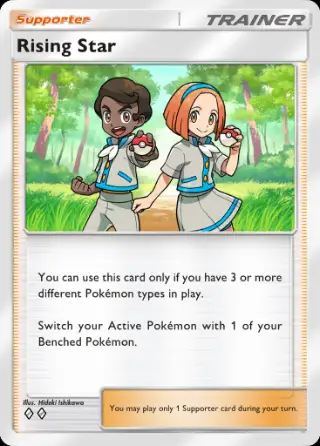 Supporter
TRAINER
Rising Star
You can use this card only if you have 3 or more
different Pokémon types in play.
Switch your Active Pokémon with 1 of your
Benched Pokémon.
Illus. Hideki Ishikawa
You may play only 1 Supporter card during your turn.